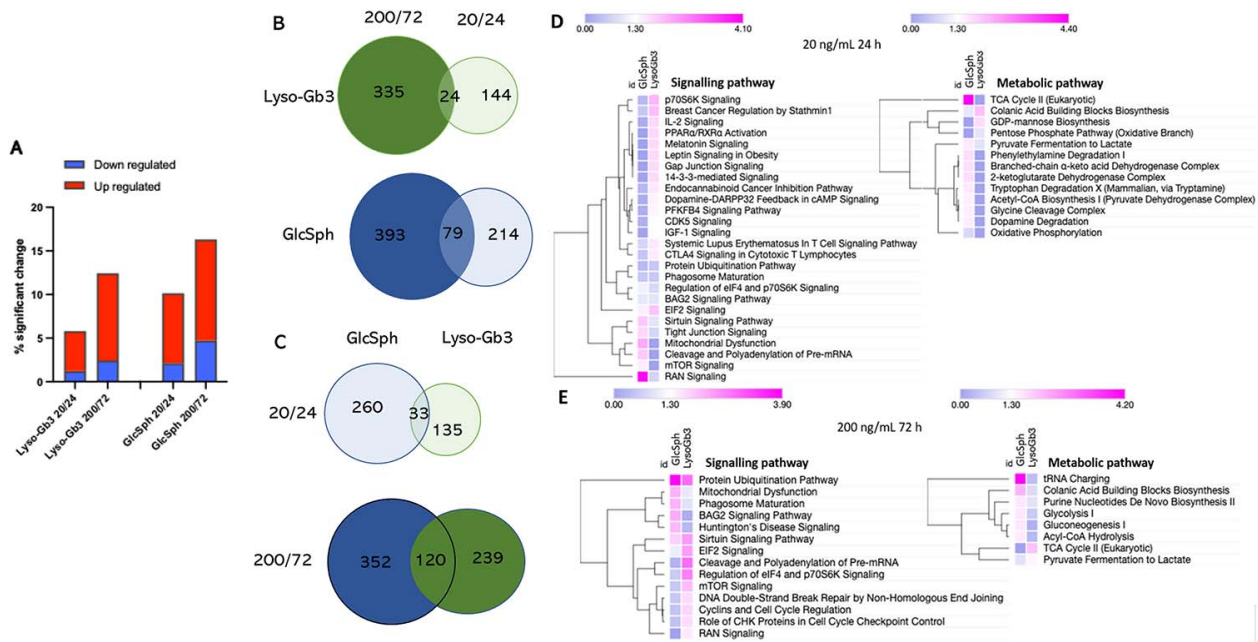 A
Down regulated
Up regulated
% significant change
20
15
10
5
0
Lyso-Gb3 20/24
Lyso-Gb3 200/72
GlcSph 20/24
GlcSph 200/72
B
200/72
20/24
Lyso-Gb3
335
24
144
GlcSph
393
79
214
C
GlcSph
Lyso-Gb3
20/24
260
33
135
200/72
352
120
239
D
0.00 1.30 4.10
0.00 1.30 4.40
20 ng/mL 24 h
id
GlcSph
LysoGb3
Signalling pathway
p70S6K Signaling
Breast Cancer Regulation by Stathmin1
IL-2 Signaling
PPARα/RXRα Activation
Melatonin Signaling
Leptin Signaling in Obesity
Gap Junction Signaling
14-3-3-mediated Signaling
Endocannabinoid Cancer Inhibition Pathway
Dopamine-DARPP32 Feedback in cAMP Signaling
PFKFB4 Signaling Pathway
CDK5 Signaling
IGF-1 Signaling
Systemic Lupus Erythematosus In T Cell Signaling Pathway
CTLA4 Signaling in Cytotoxic T Lymphocytes
Protein Ubiquitination Pathway
Phagosome Maturation
Regulation of eIF4 and p70S6K Signaling
BAG2 Signaling Pathway
EIF2 Signaling
Sirtuin Signaling Pathway
Tight Junction Signaling
Mitochondrial Dysfunction
Cleavage and Polyadenylation of Pre-mRNA
mTOR Signaling
RAN Signaling
id
GlcSph
LysoGb3
Metabolic pathway
TCA Cycle II (Eukaryotic)
Colanic Acid Building Blocks Biosynthesis
GDP-mannose Biosynthesis
Pentose Phosphate Pathway (Oxidative Branch)
Pyruvate Fermentation to Lactate
Phenylethylamine Degradation I
Branched-chain α-keto acid Dehydrogenase Complex
2-ketoglutarate Dehydrogenase Complex
Tryptophan Degradation X (Mammalian, via Tryptamine)
Acetyl-CoA Biosynthesis I (Pyruvate Dehydrogenase Complex)
Glycine Cleavage Complex
Dopamine Degradation
Oxidative Phosphorylation
E
0.00 1.30 3.90
0.00 1.30 4.20
200 ng/mL 72 h
id
GlcSph
LysoGb3
Signalling pathway
Protein Ubiquitination Pathway
Mitochondrial Dysfunction
Phagosome Maturation
BAG2 Signaling Pathway
Huntington's Disease Signaling
Sirtuin Signaling Pathway
EIF2 Signaling
Cleavage and Polyadenylation of Pre-mRNA
Regulation of eIF4 and p70S6K Signaling
mTOR Signaling
DNA Double-Strand Break Repair by Non-Homologous End Joining
Cyclins and Cell Cycle Regulation
Role of CHK Proteins in Cell Cycle Checkpoint Control
RAN Signaling
id
GlcSph
LysoGb3
Metabolic pathway
tRNA Charging
Colanic Acid Building Blocks Biosynthesis
Purine Nucleotides De Novo Biosynthesis II
Glycolysis I
Gluconeogenesis I
Acyl-CoA Hydrolysis
TCA Cycle II (Eukaryotic)
Pyruvate Fermentation to Lactate